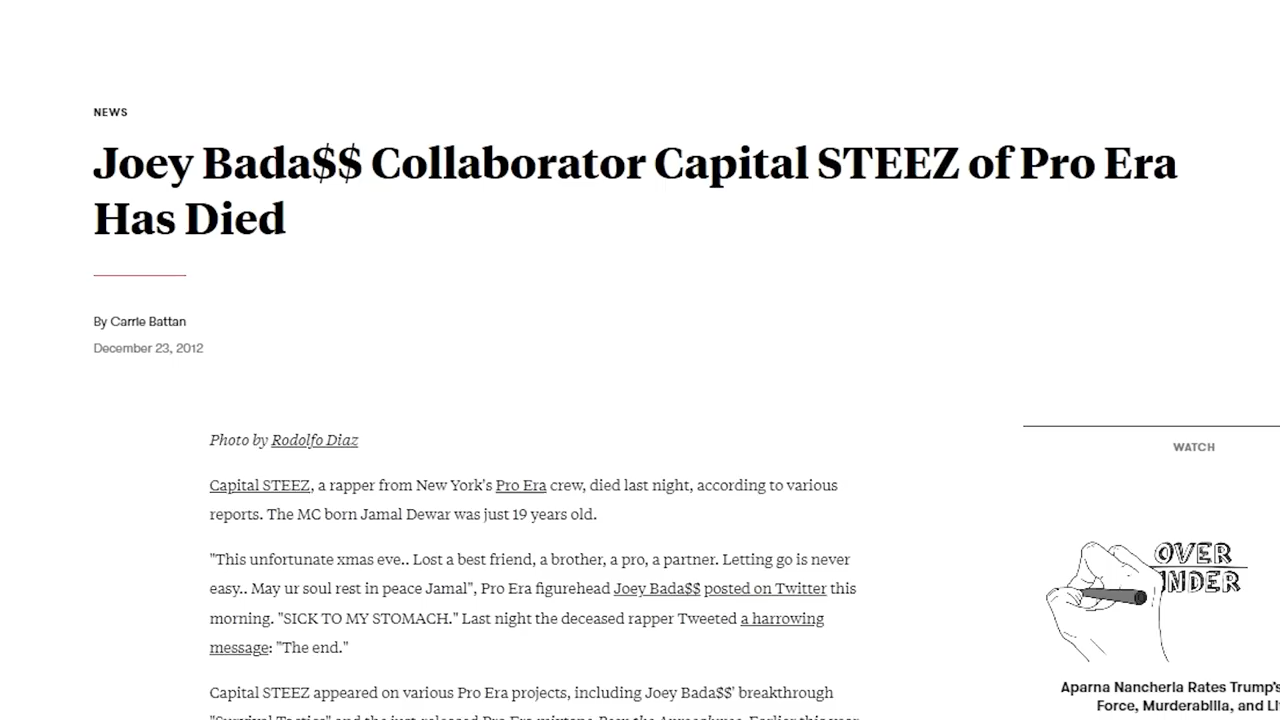 NEWS
Joey Bada$$ Collaborator Capital STEEZ of Pro Era
Has Died
By Carrie Battan
December 23, 2012
Photo by Rodolfo Diaz
Capital STEEZ, a rapper from New York's Pro Era crew, died last night, according to various
reports. The MC born Jamal Dewar was just 19 years old.
"This unfortunate xmas eve.. Lost a best friend, a brother, a pro, a partner. Letting go is never
easy.. May ur soul rest in peace Jamal", Pro Era figurehead Joey Bada$$ posted on Twitter this
morning. "SICK TO MY STOMACH." Last night the deceased rapper Tweeted a harrowing
message: "The end."
Capital STEEZ appeared on various Pro Era projects, including Joey Bada$$' breakthrough
WATCH
OVER
UNDER
Aparna Nancherla Rates Trump's
Force, Murderabilia, and Li